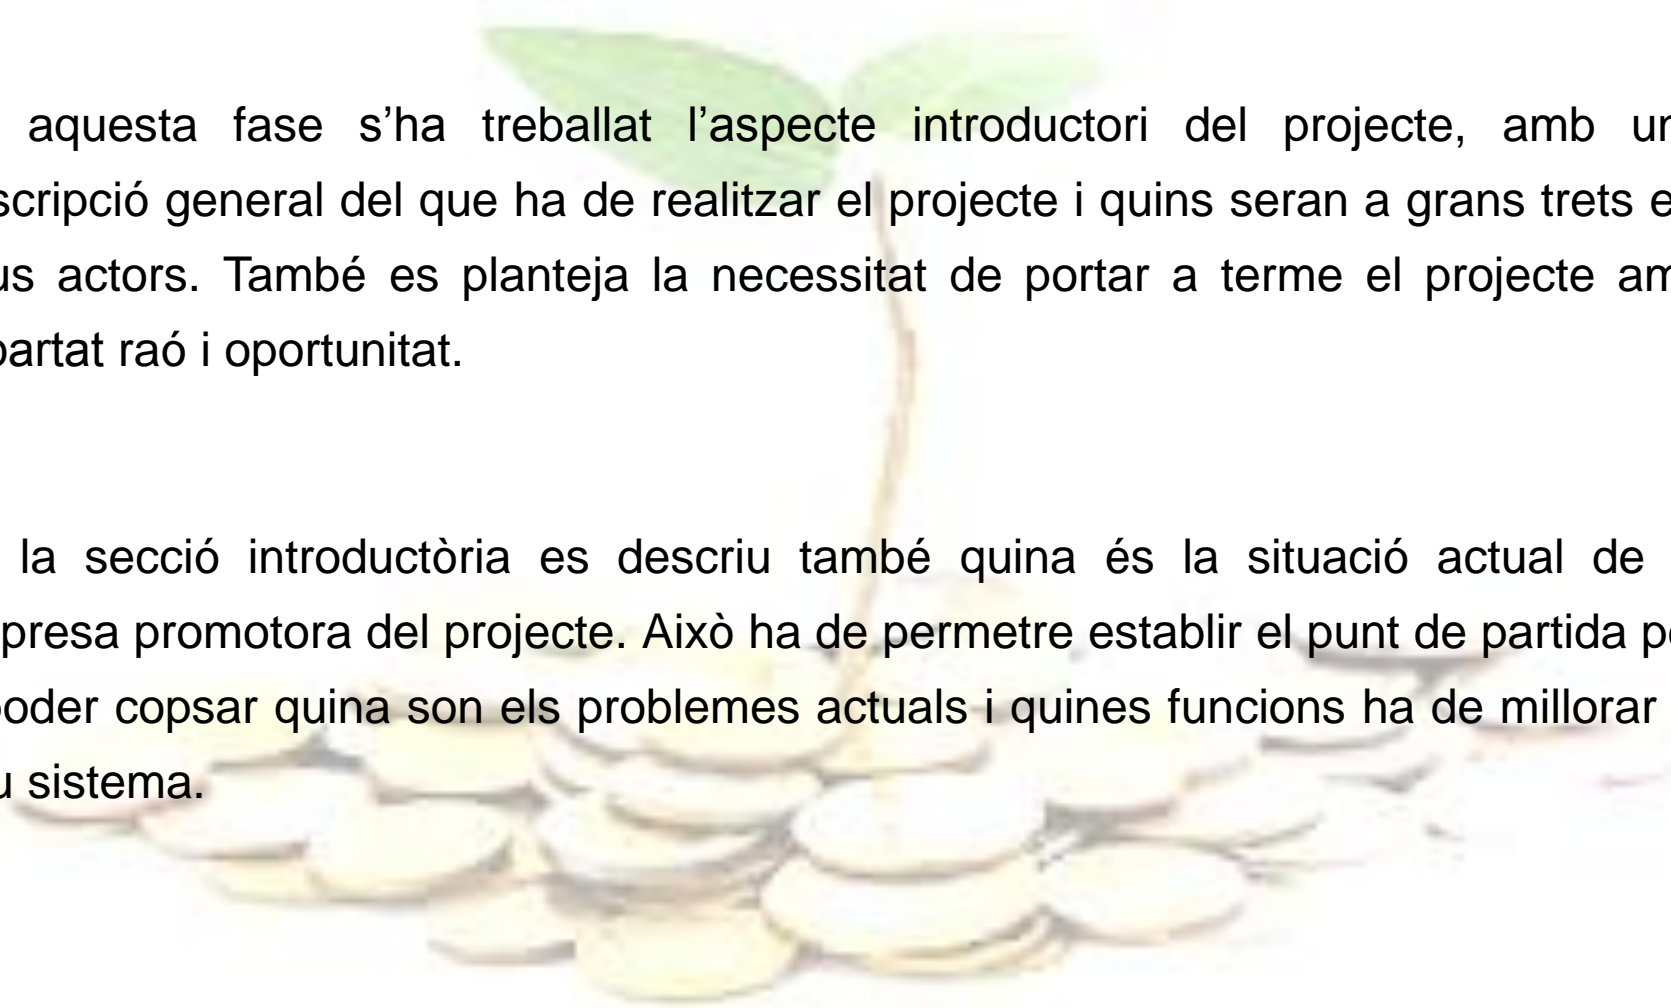 aquesta fase s’ha treballat l’aspecte introductori del projecte, amb un
scripció general del que ha de realitzar el projecte i quins seran a grans trets e
us actors. També es planteja la necessitat de portar a terme el projecte am
partat raó i oportunitat.
la secció introductòria es descriu també quina és la situació actual de
presa promotora del projecte. Això ha de permetre establir el punt de partida p
poder copsar quina son els problemes actuals i quines funcions ha de millorar
u sistema.